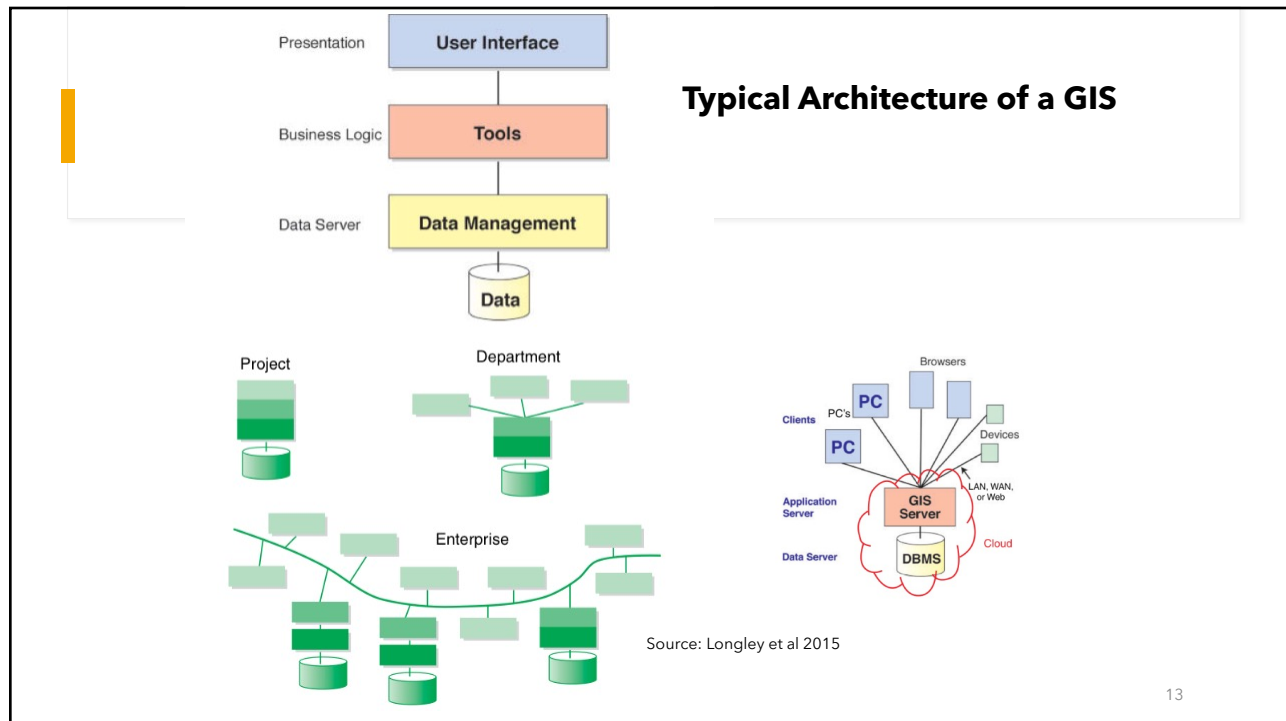 Typical Architecture of a GIS
Presentation
User Interface
Business Logic
Tools
Data Server
Data Management
Data
Project
Department
Enterprise
Browsers
PC
PC's
Clients
PC
Devices
LAN, WAN,
or Web
Application
Server
GIS
Server
Cloud
Data Server
DBMS
Source: Longley et al 2015
13